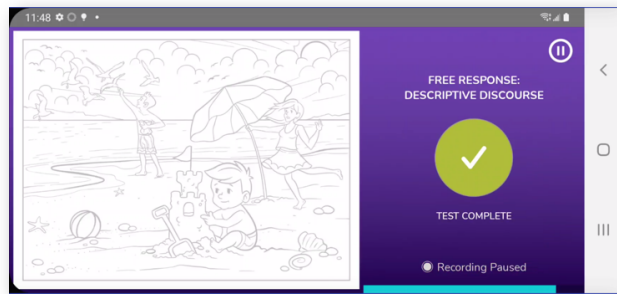 11:48
FREE RESPONSE:
DESCRIPTIVE DISCOURSE
TEST COMPLETE
Recording Paused